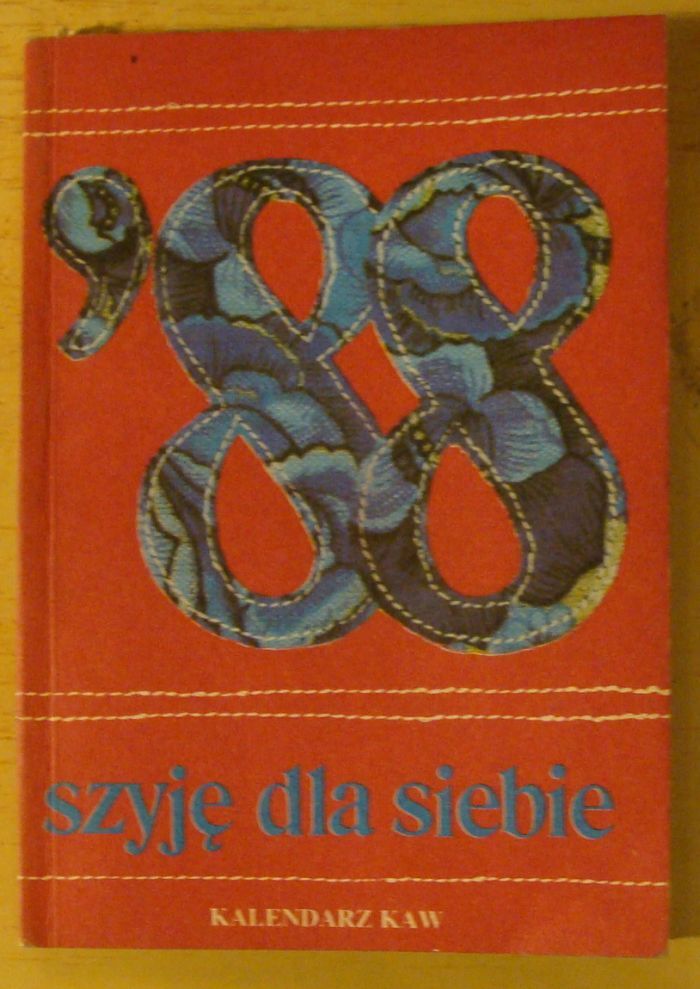 '88
szyję dla siebie
KALENDARZ KAW